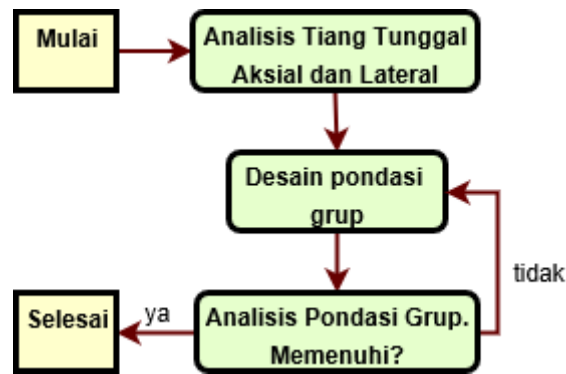 Mulai
Analisis Tiang Tunggal
Aksial dan Lateral
Desain pondasi
grup
tidak
Selesai
ya
Analisis Pondasi Grup.
Memenuhi?